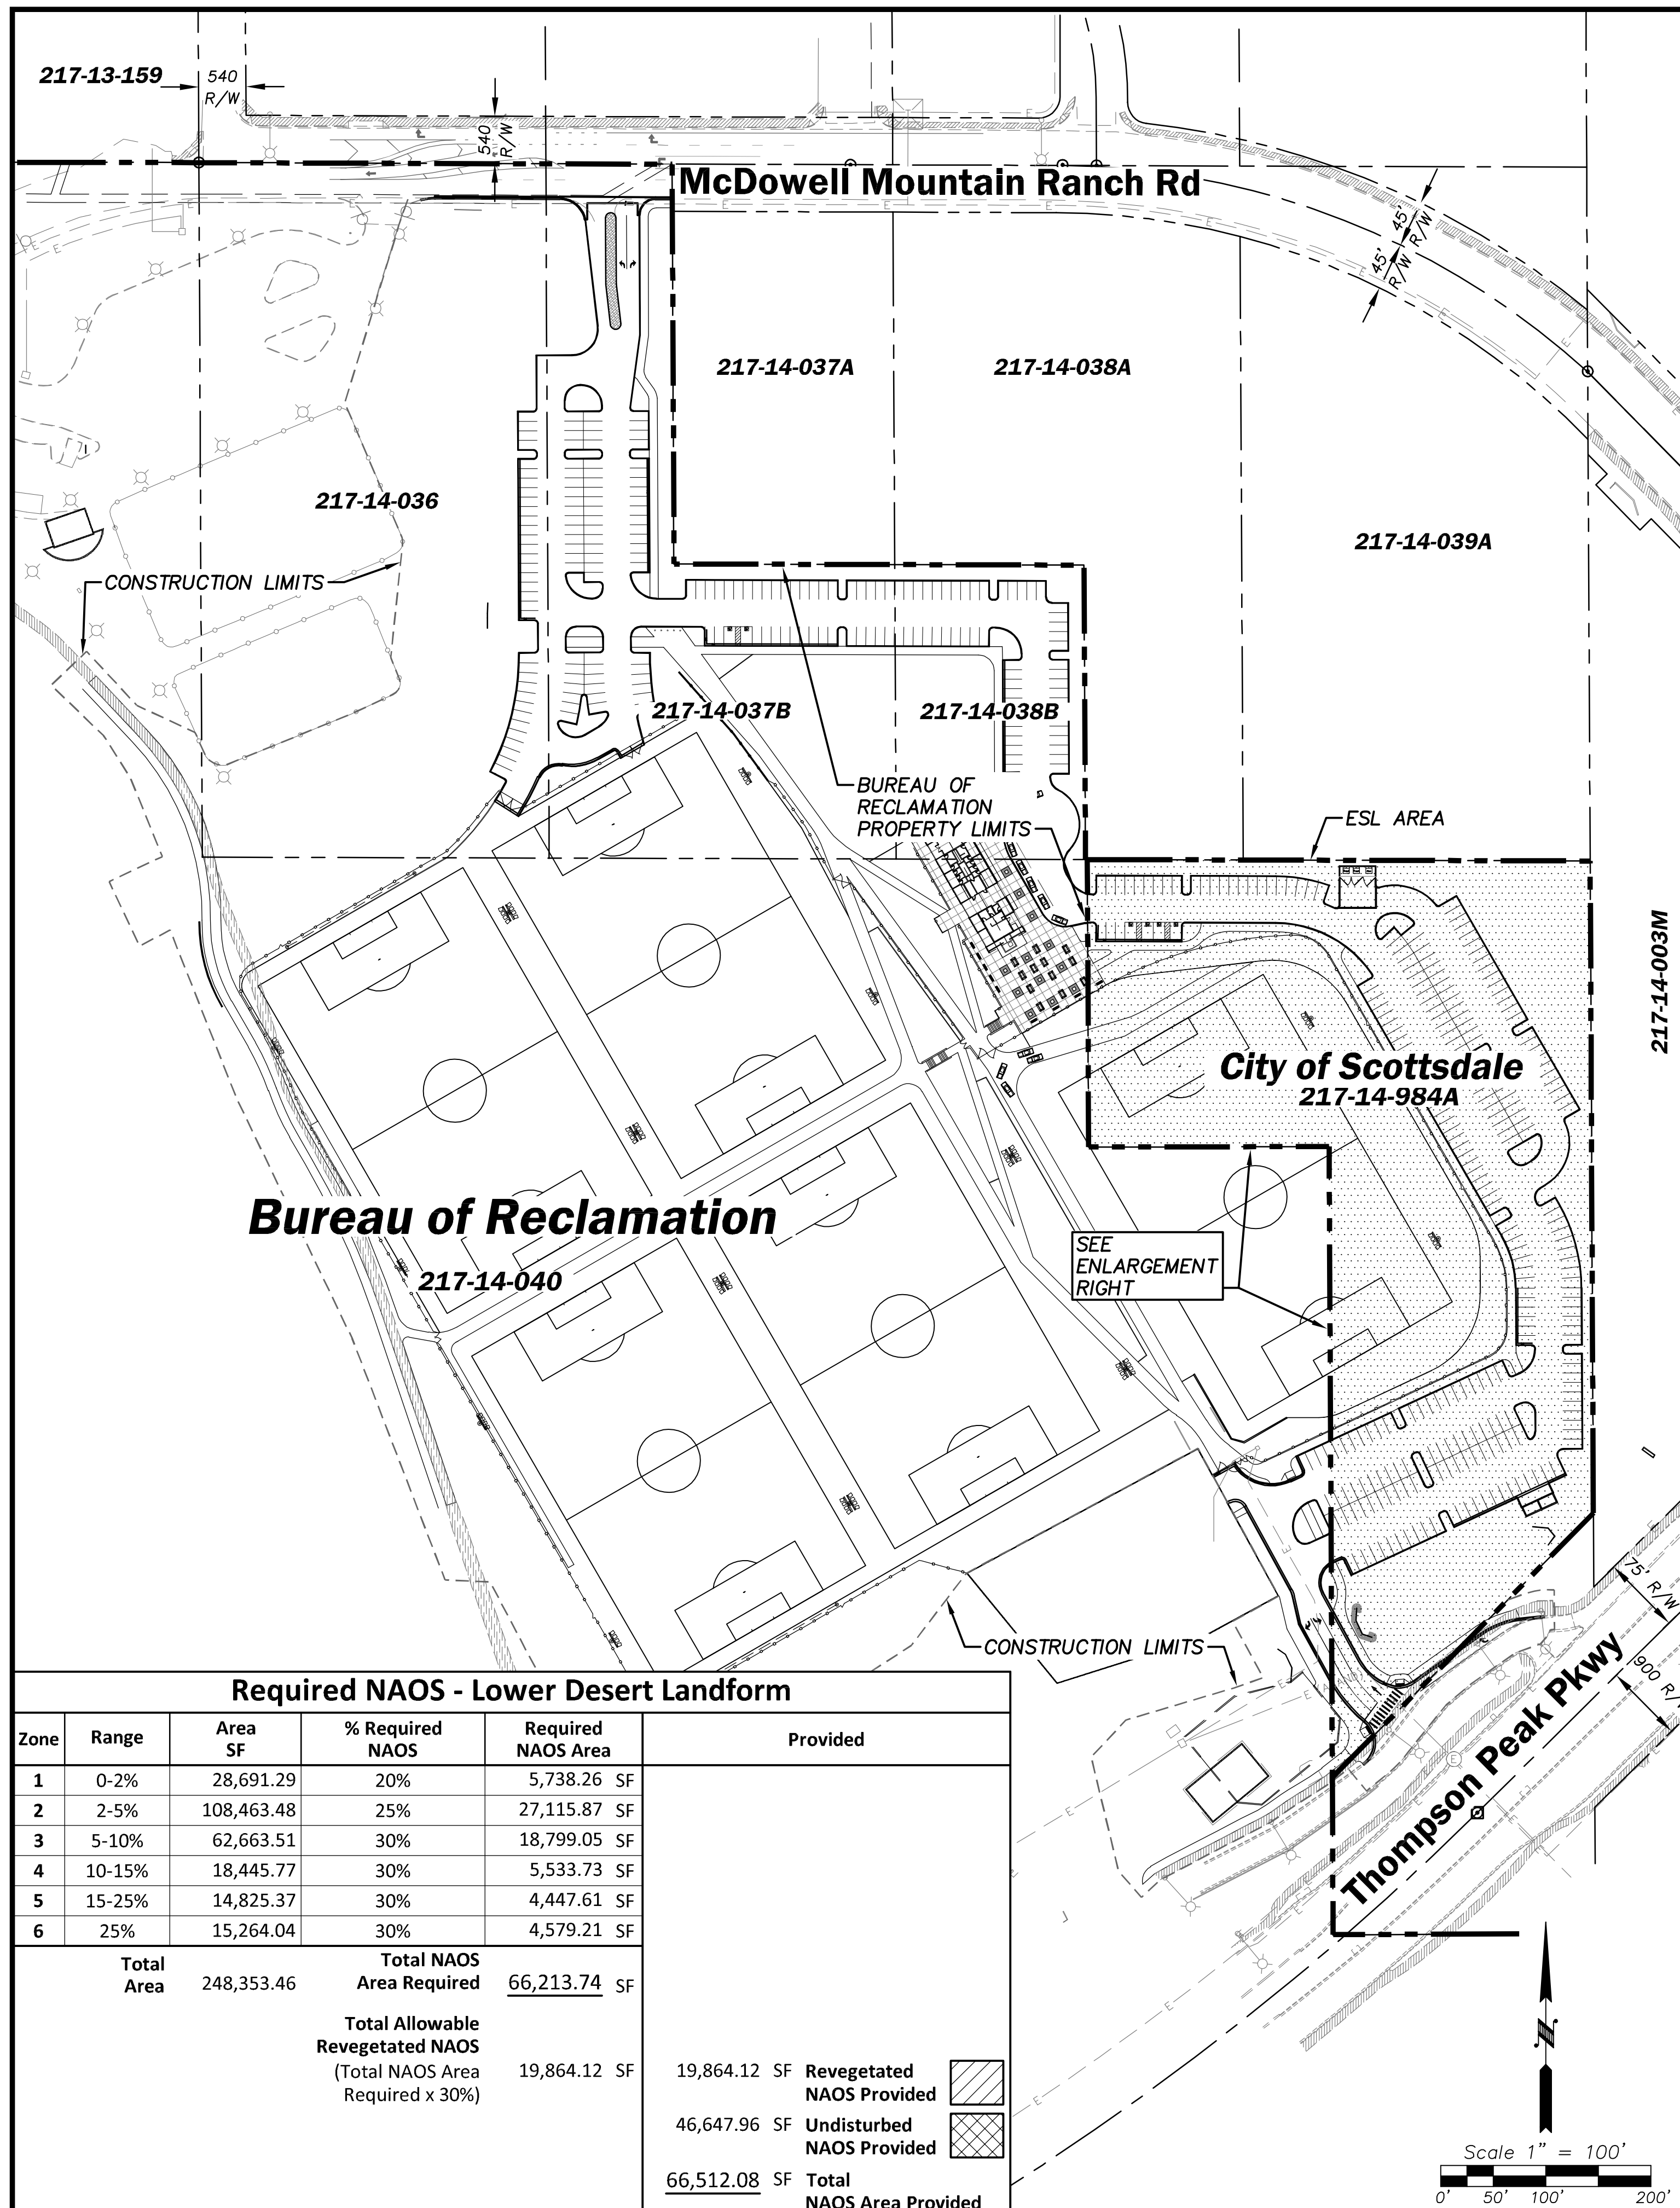 217-13-159
540
R/W
540
R/W
McDowell Mountain Ranch Rd
45'
R/W
45'
R/W
217-14-037A
217-14-038A
217-14-036
217-14-039A
CONSTRUCTION LIMITS
217-14-037B
217-14-038B
BUREAU OF
RECLAMATION
PROPERTY LIMITS
ESL AREA
217-14-003M
City of Scottsdale
217-14-984A
Bureau of Reclamation
217-14-040
SEE
ENLARGEMENT
RIGHT
75' R/W
900 R/
CONSTRUCTION LIMITS
Thompson Peak Pkwy
Required NAOS - Lower Desert Landform
Zone Range Area SF % Required NAOS Required NAOS Area Provided
1 0-2% 28,691.29 20% 5,738.26 SF
2 2-5% 108,463.48 25% 27,115.87 SF
3 5-10% 62,663.51 30% 18,799.05 SF
4 10-15% 18,445.77 30% 5,533.73 SF
5 15-25% 14,825.37 30% 4,447.61 SF
6 25% 15,264.04 30% 4,579.21 SF
Total Area 248,353.46 Total NAOS Area Required 66,213.74 SF
Total Allowable
Revegetated NAOS
(Total NAOS Area Required x 30%) 19,864.12 SF
19,864.12 SF Revegetated NAOS Provided
46,647.96 SF Undisturbed NAOS Provided
66,512.08 SF Total NAOS Area Provided
N
Scale 1" = 100'
0' 50' 100' 200'